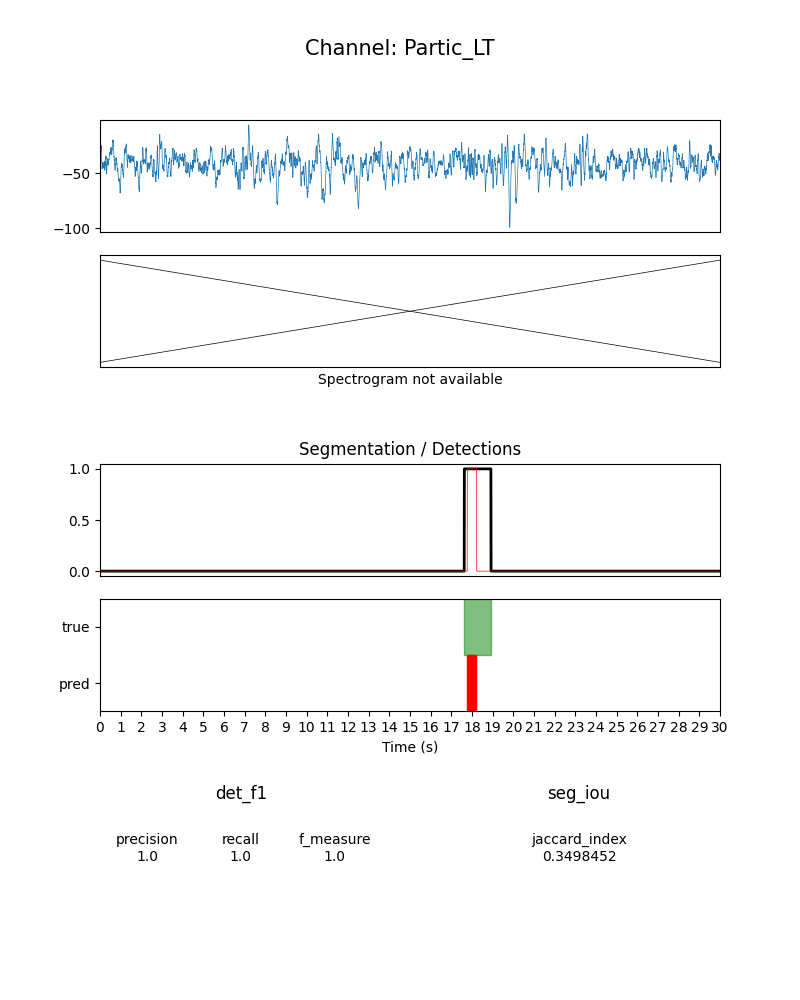 Channel: Partic_LT
−50
−100
Spectrogram not available
Segmentation / Detections
1.0
0.5
0.0
true
pred
0 1 2 3 4 5 6 7 8 9 10 11 12 13 14 15 16 17 18 19 20 21 22 23 24 25 26 27 28 29 30
Time (s)
det_f1 seg_iou
precision recall f_measure jaccard_index
1.0 1.0 1.0 0.3498452